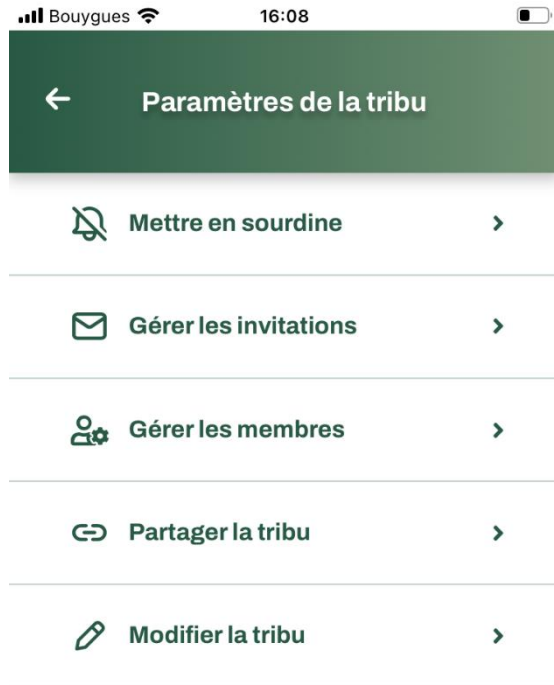 Bouygues 16:08
Paramètres de la tribu
Mettre en sourdine
Gérer les invitations
Gérer les membres
Partager la tribu
Modifier la tribu